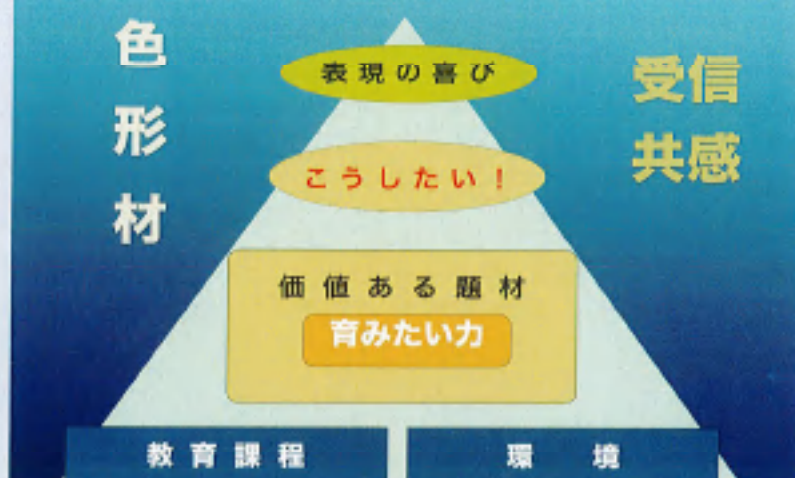 色
形
材
受信
共感
表現の喜び
こうしたい!
価値ある題材
育みたい力
教育課程
環境